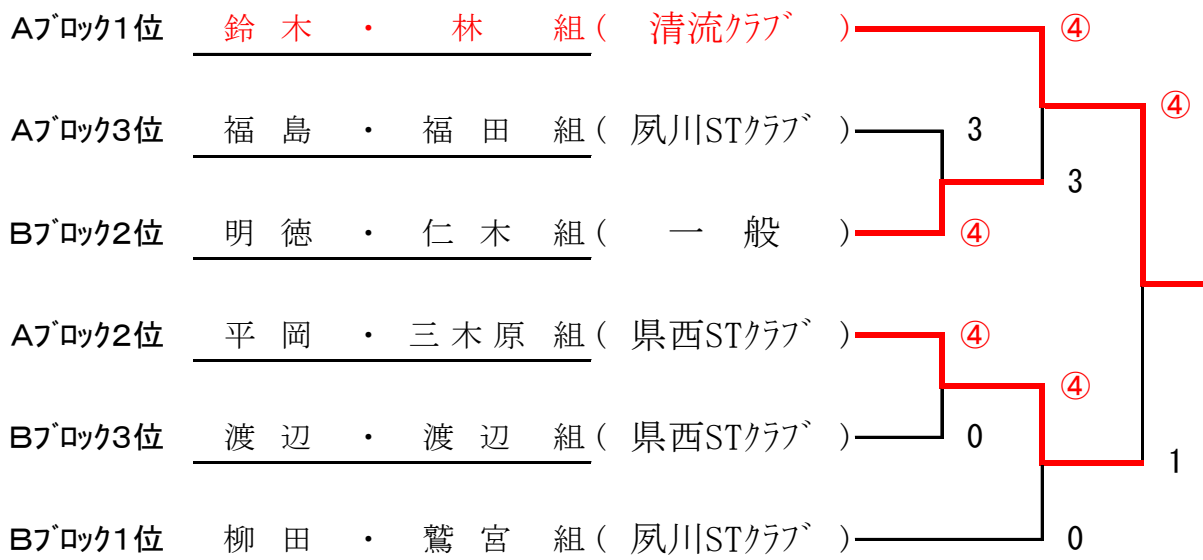 Aﾌﾞﾛｯｸ1位 鈴木・林組(清流ｸﾗﾌﾞ) ④
④
Aﾌﾞﾛｯｸ3位 福島・福田組(夙川STｸﾗﾌﾞ) 3
3
Bﾌﾞﾛｯｸ2位 明徳・仁木組(一般) ④
Aﾌﾞﾛｯｸ2位 平岡・三木原組(県西STｸﾗﾌﾞ) ④
④
Bﾌﾞﾛｯｸ3位 渡辺・渡辺組(県西STｸﾗﾌﾞ) 0
1
Bﾌﾞﾛｯｸ1位 柳田・鷲宮組(夙川STｸﾗﾌﾞ) 0